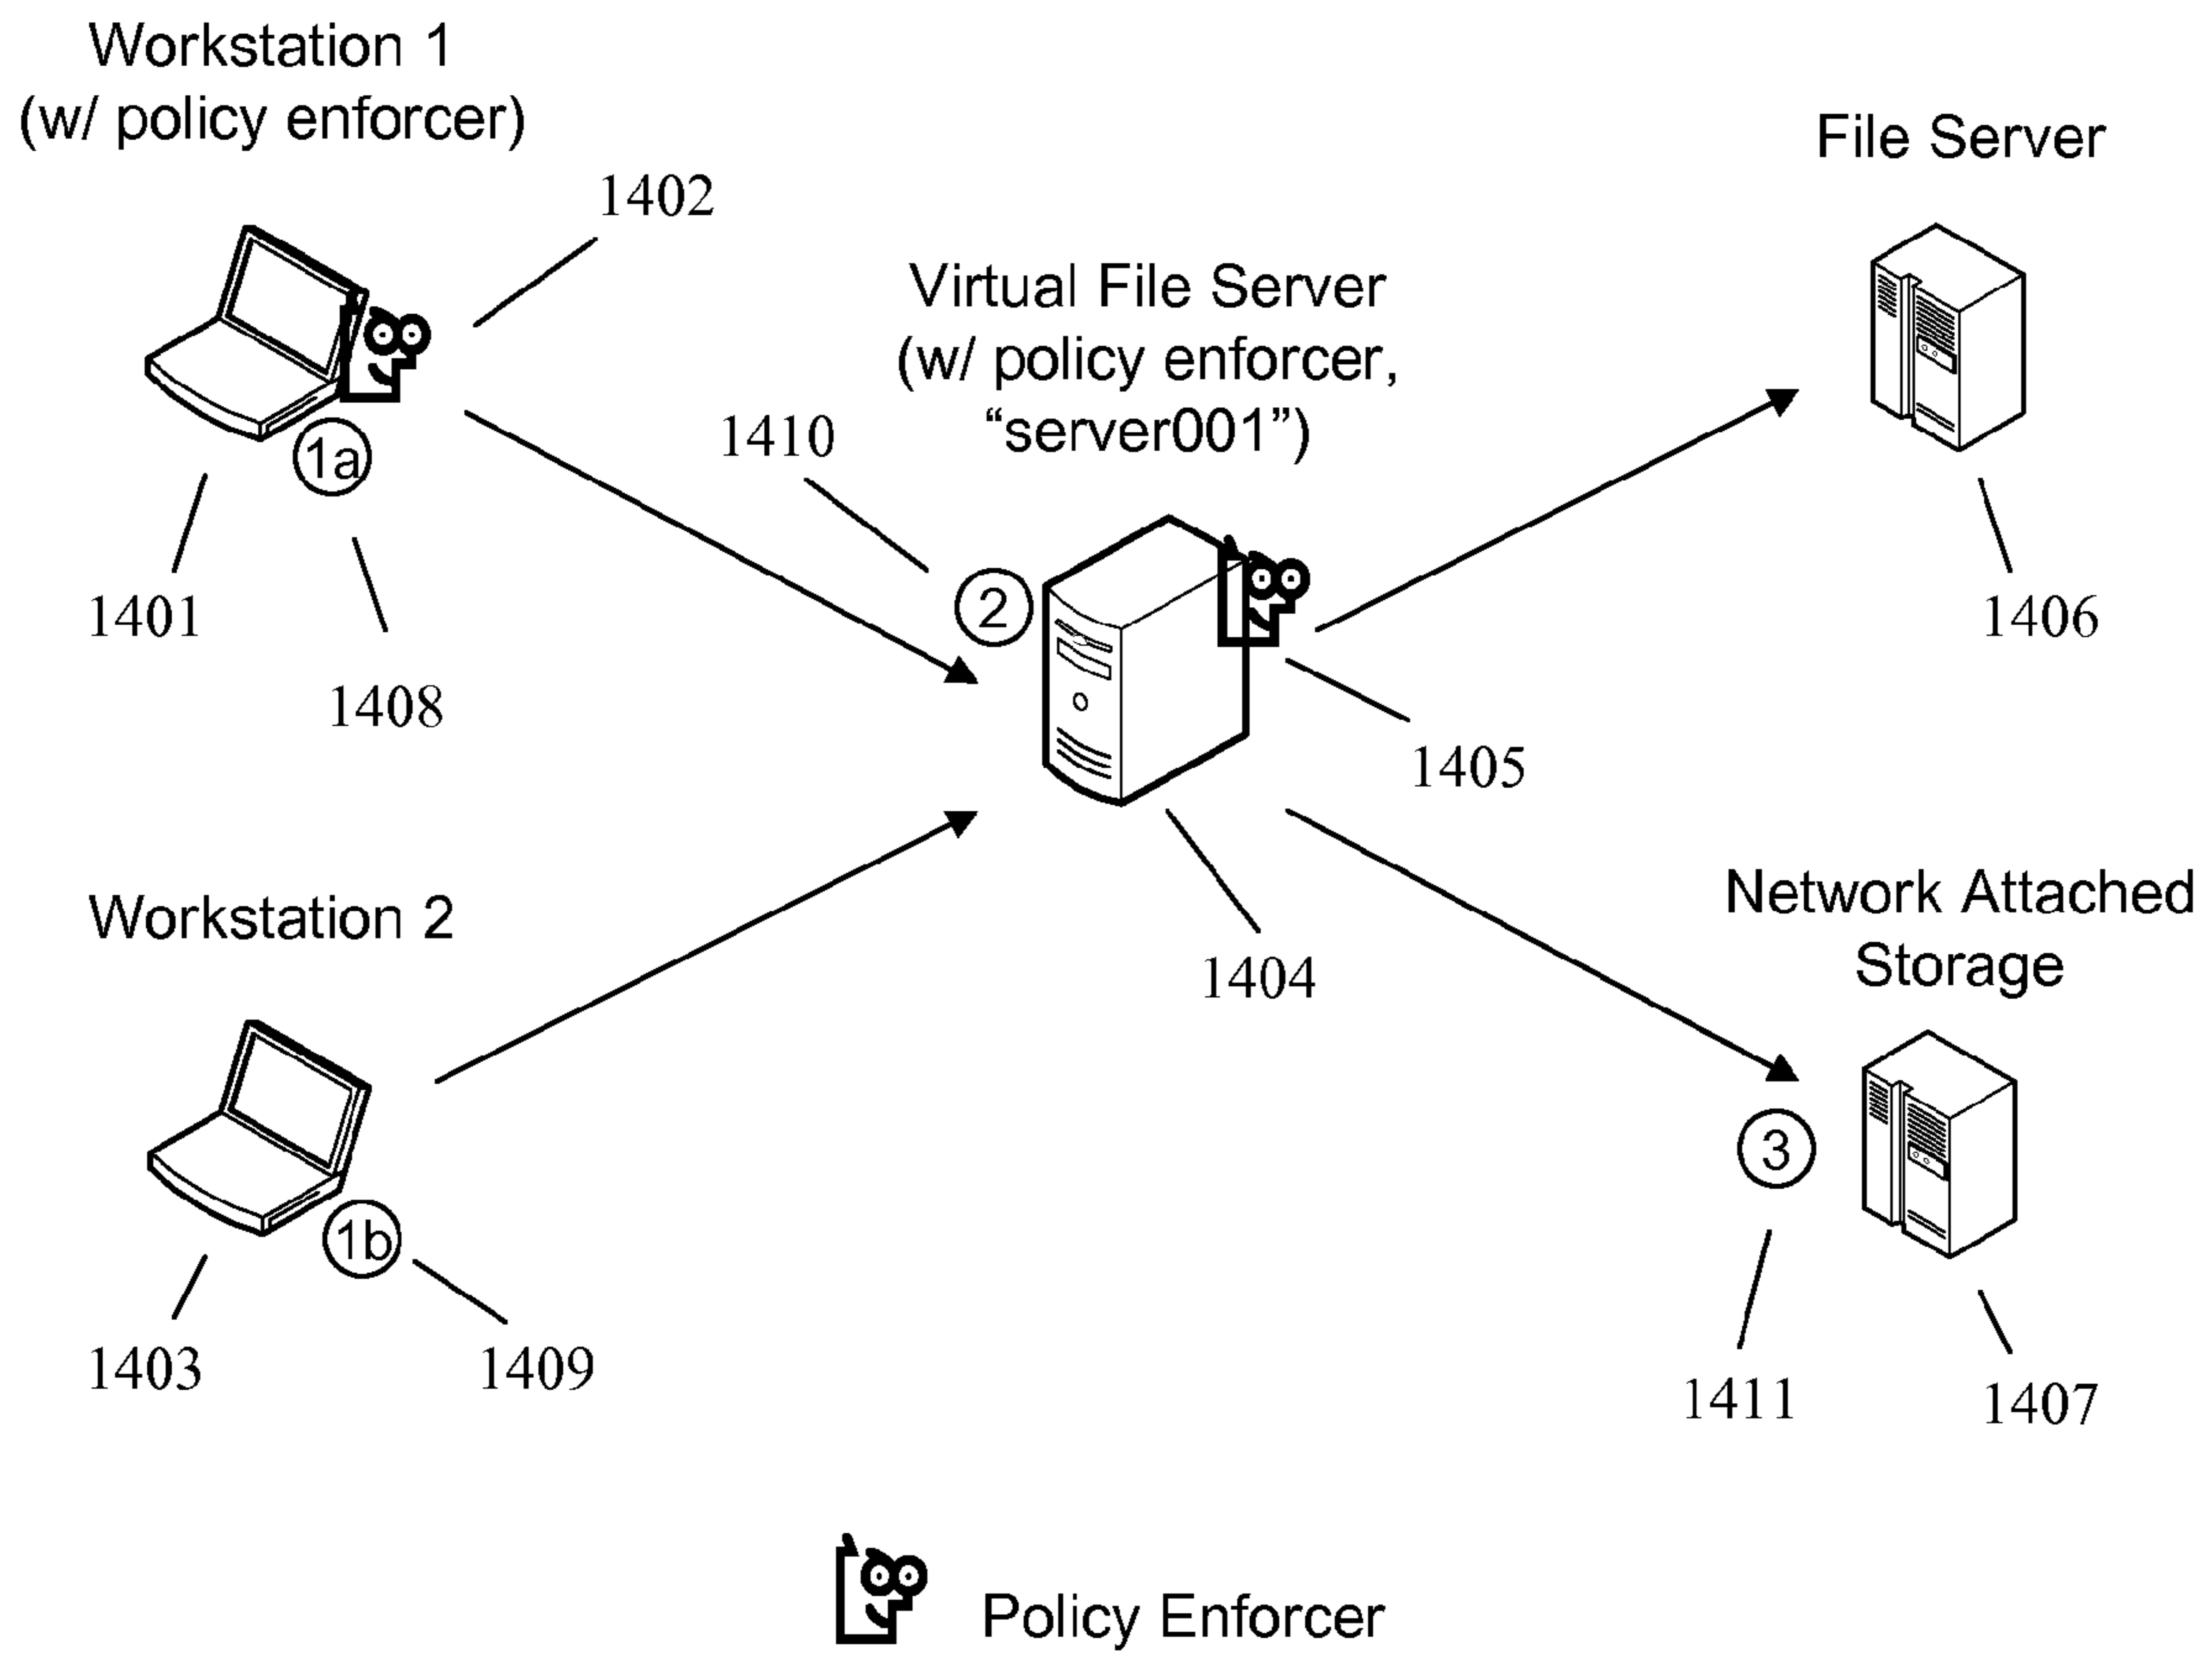 Workstation 1
(w/ policy enforcer)
1402
1a
1401
1408
Virtual File Server
(w/ policy enforcer,
“server001”)
1410
2
1405
1404
File Server
1406
Workstation 2
1b
1403
1409
Network Attached
Storage
3
1411
1407
Policy Enforcer